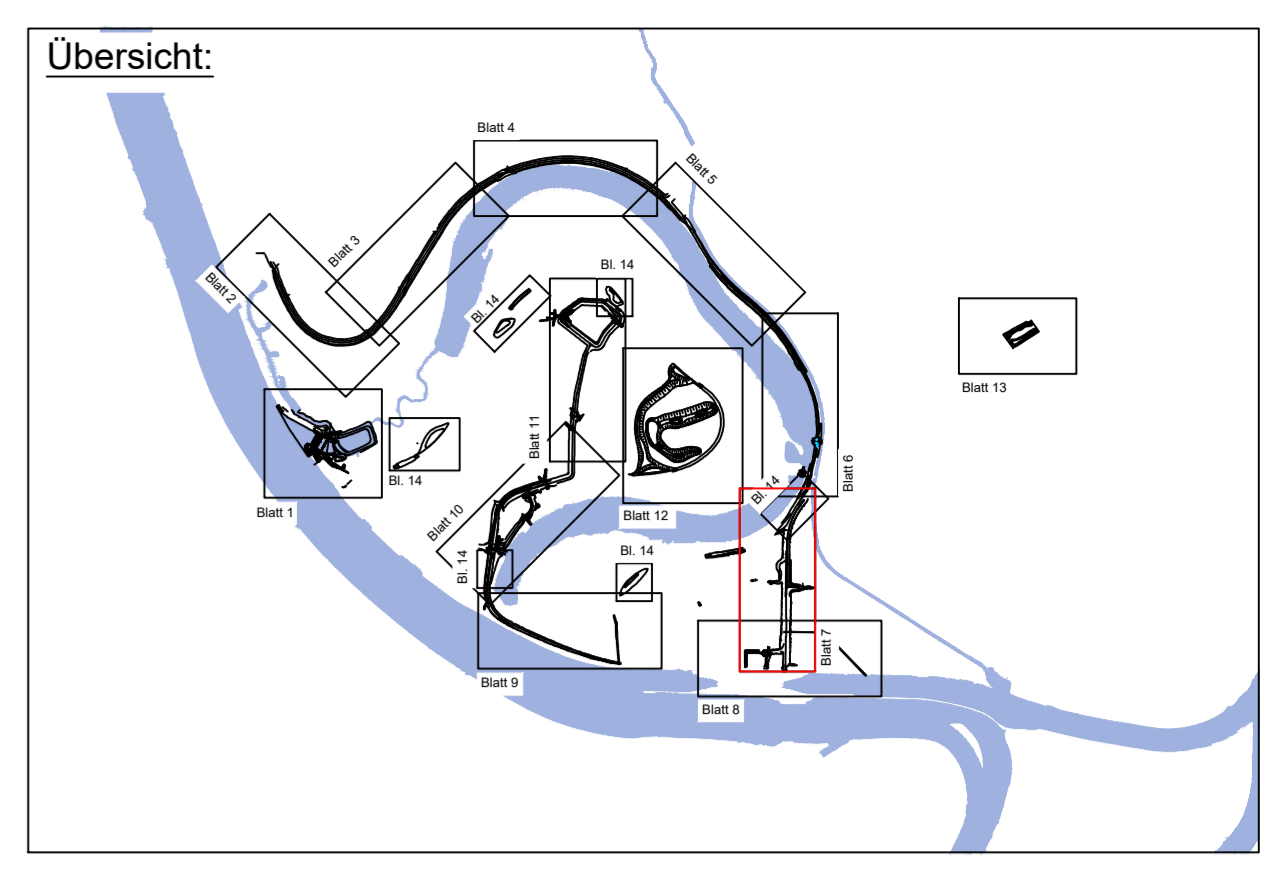 Übersicht:
Blatt 4
Blatt 5
Blatt 3
Blatt 2
Bl. 14
Bl. 14
Blatt 13
Blatt 11
Blatt 6
Bl. 14
Bl. 14
Blatt 1
Blatt 10
Blatt 12
Bl. 14
Bl. 14
Blatt 7
Blatt 9
Blatt 8